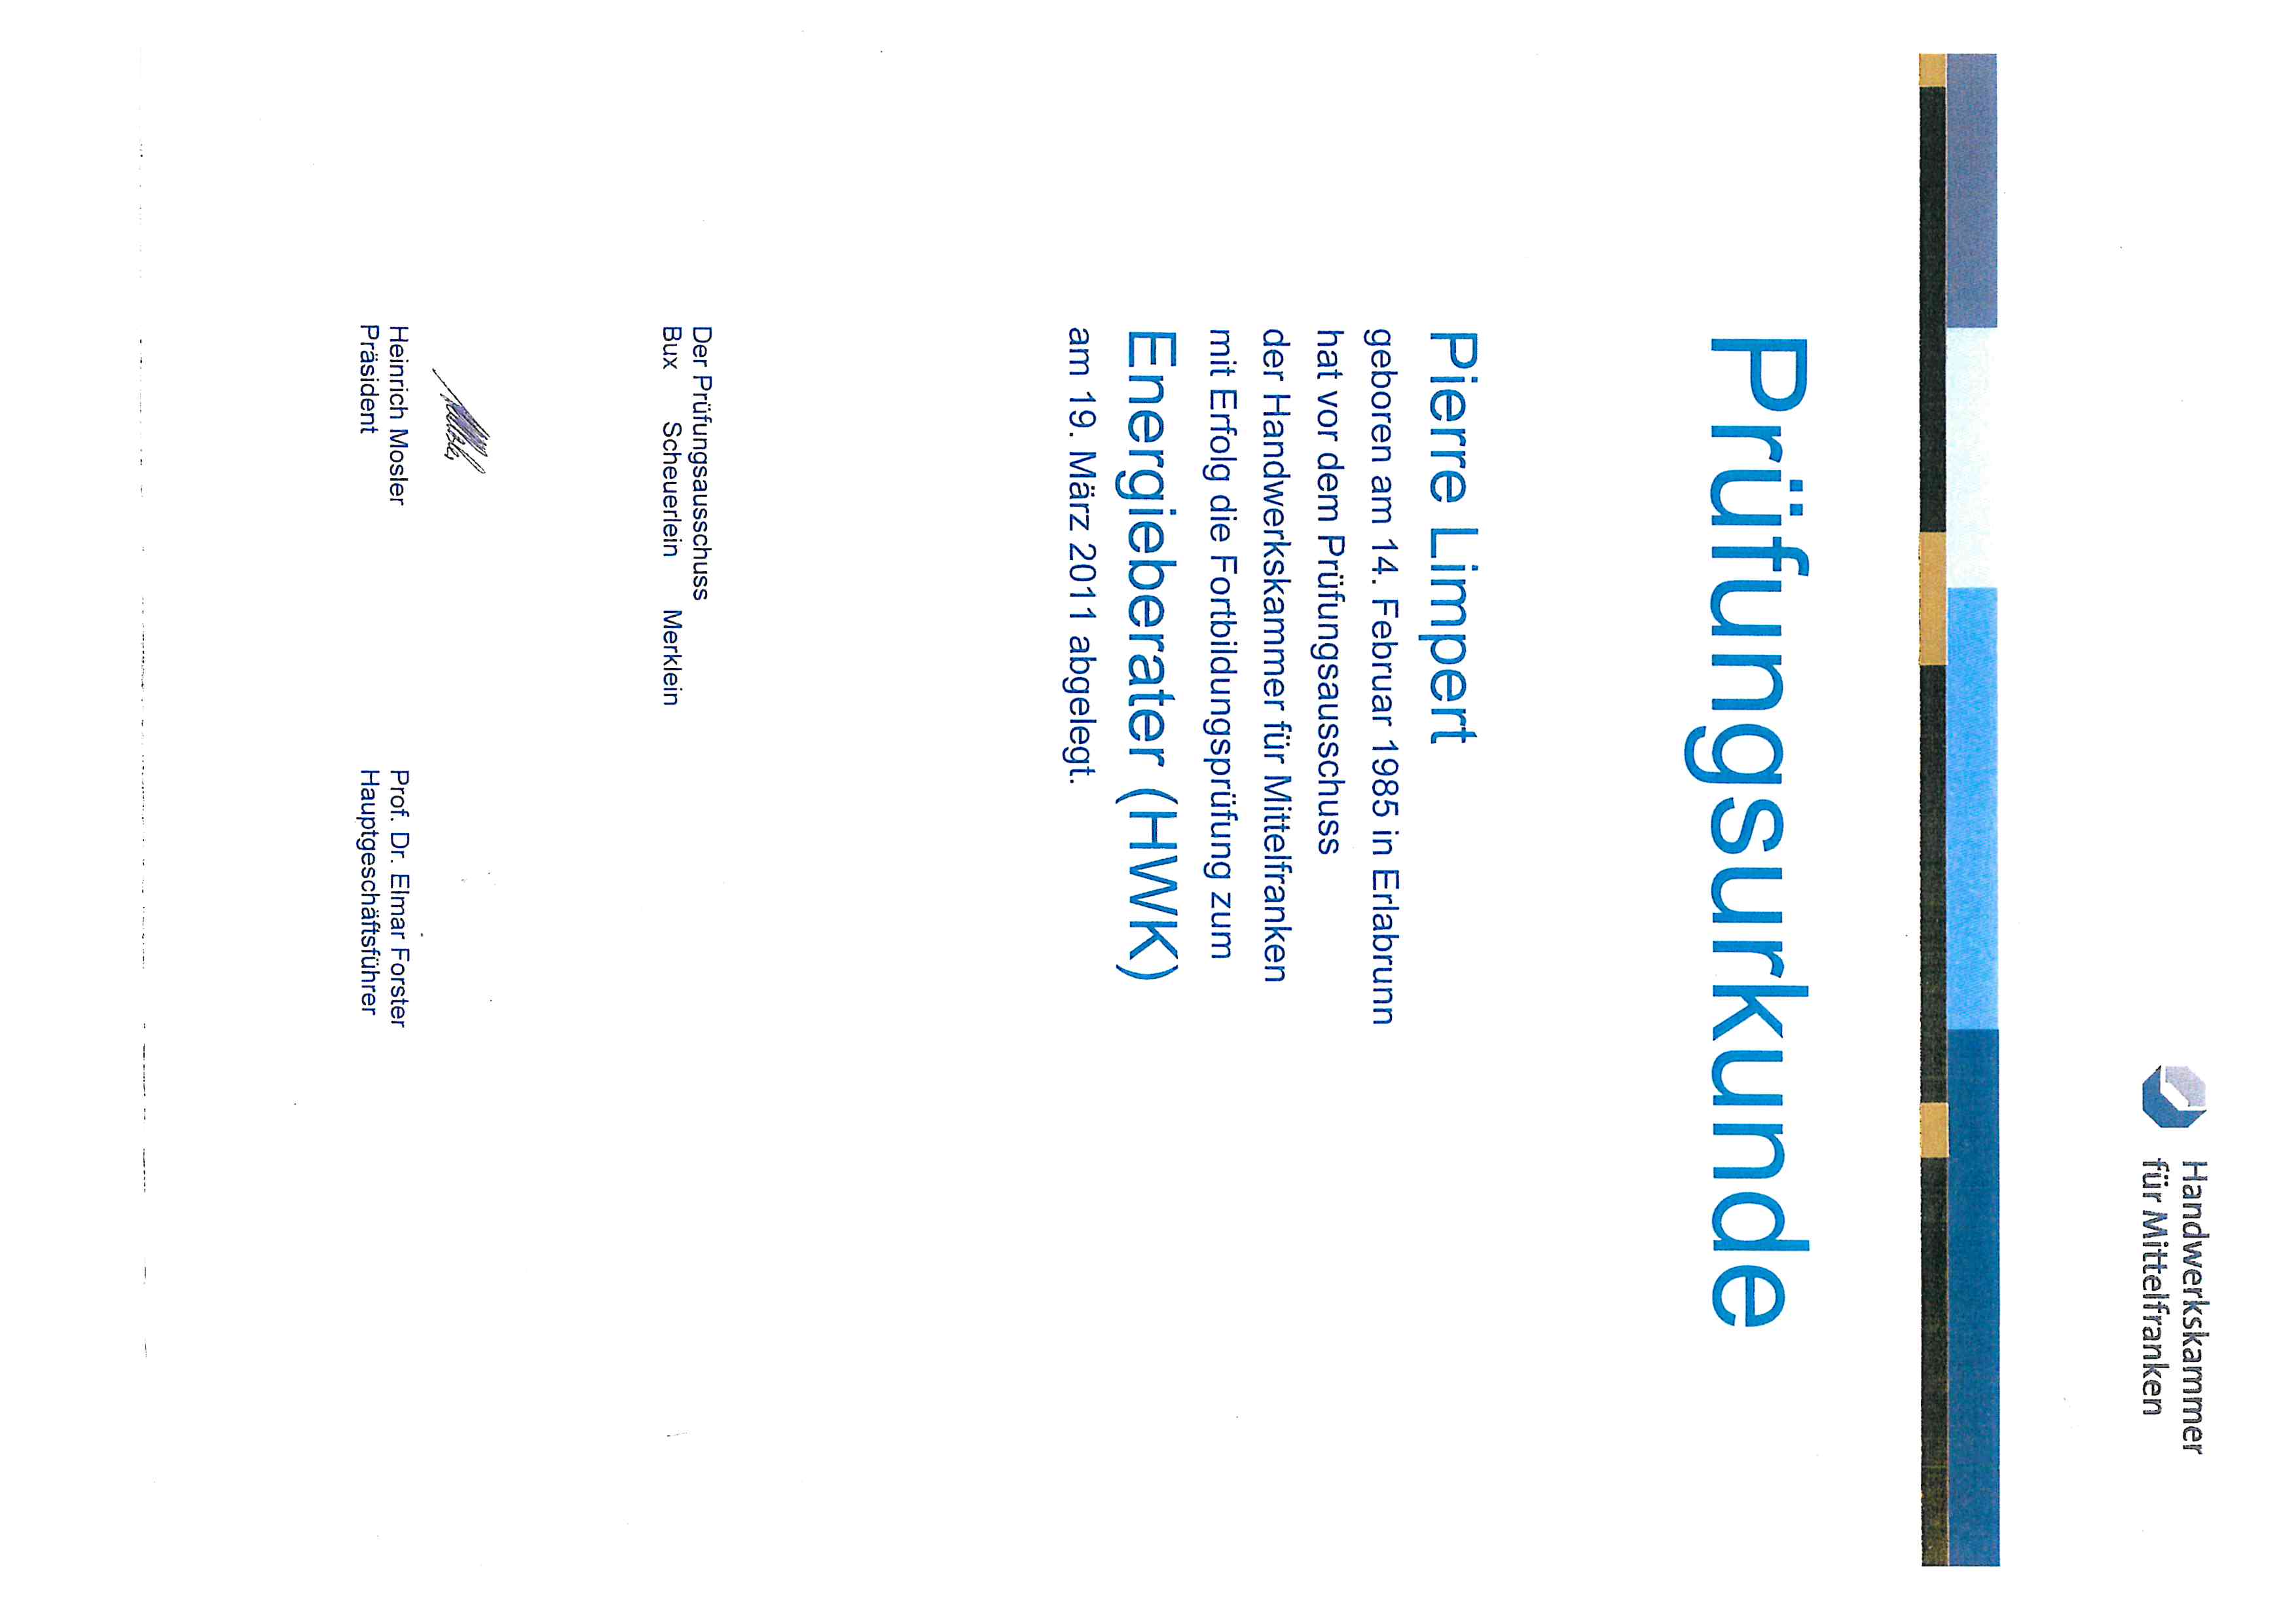 Handwerkskammer
für Mittelfranken
Prüfungsurkunde
Pierre Limpert
geboren am 14. Februar 1985 in Erlabrunn
hat vor dem Prüfungsausschuss
der Handwerkskammer für Mittelfranken
mit Erfolg die Fortbildungsprüfung zum
Energieberater (HWK)
am 19. März 2011 abgelegt.
Der Prüfungsausschuss
Bux Scheuerlein Merklein
Heinrich Mosler Prof. Dr. Elmar Forster
Präsident Hauptgeschäftsführer